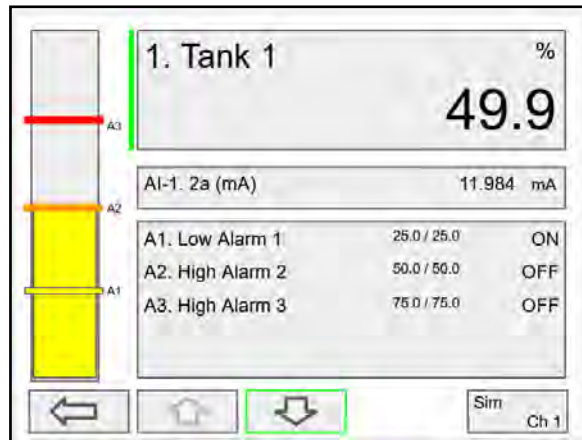 1. Tank 1 %
49.9
A3
AI-1. 2a (mA) 11.984 mA
A2
A1. Low Alarm 1 25.0 / 25.0 ON
A2. High Alarm 2 50.0 / 50.0 OFF
A1
A3. High Alarm 3 75.0 / 75.0 OFF
Sim
Ch 1